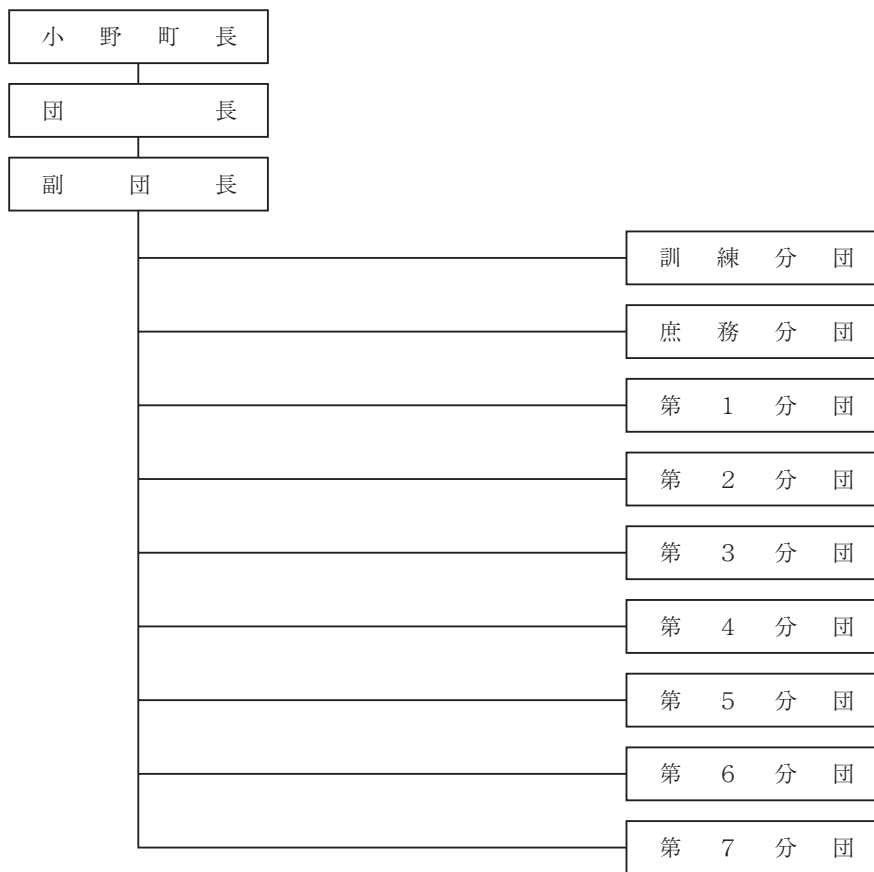 小野町長
団長
副団長
訓練分団
庶務分団
第1分団
第2分団
第3分団
第4分団
第5分団
第6分団
第7分団